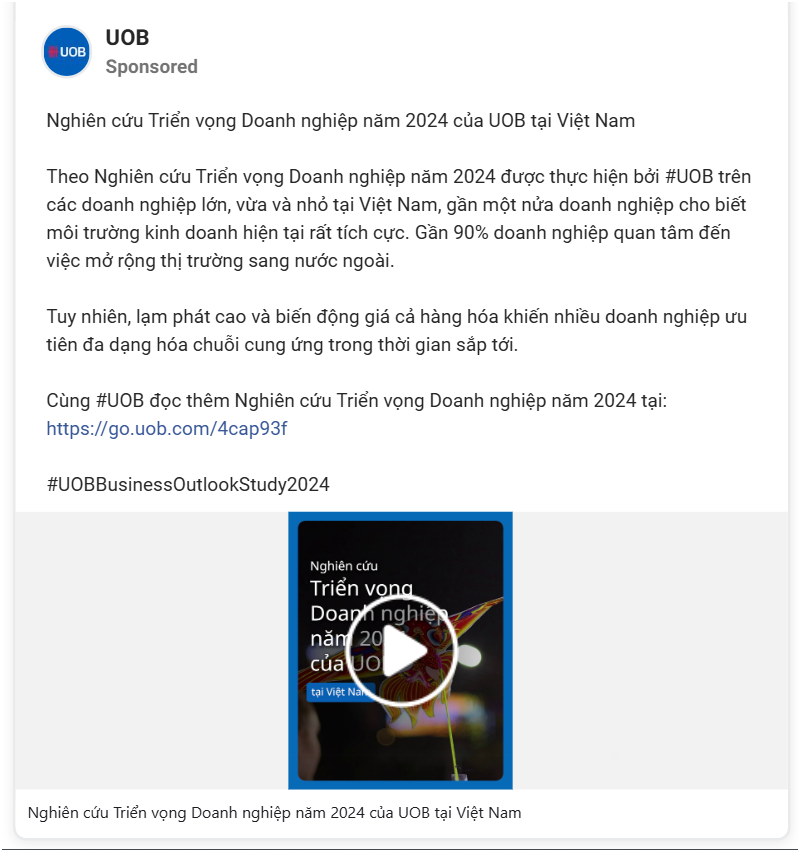 UOB
UOB
Sponsored
Nghiên cứu Triển vọng Doanh nghiệp năm 2024 của UOB tại Việt Nam
Theo Nghiên cứu Triển vọng Doanh nghiệp năm 2024 được thực hiện bởi #UOB trên
các doanh nghiệp lớn, vừa và nhỏ tại Việt Nam, gần một nửa doanh nghiệp cho biết
môi trường kinh doanh hiện tại rất tích cực. Gần 90% doanh nghiệp quan tâm đến
việc mở rộng thị trường sang nước ngoài.
Tuy nhiên, lạm phát cao và biến động giá cả hàng hóa khiến nhiều doanh nghiệp ưu
tiên đa dạng hóa chuỗi cung ứng trong thời gian sắp tới.
Cùng #UOB đọc thêm Nghiên cứu Triển vọng Doanh nghiệp năm 2024 tại:
https://go.uob.com/4cap93f
#UOBBusinessOutlookStudy2024
Nghiên cứu
Triển vọng
Doanh nghiệp
năm 20
của UO
tại Việt Nam
Nghiên cứu Triển vọng Doanh nghiệp năm 2024 của UOB tại Việt Nam